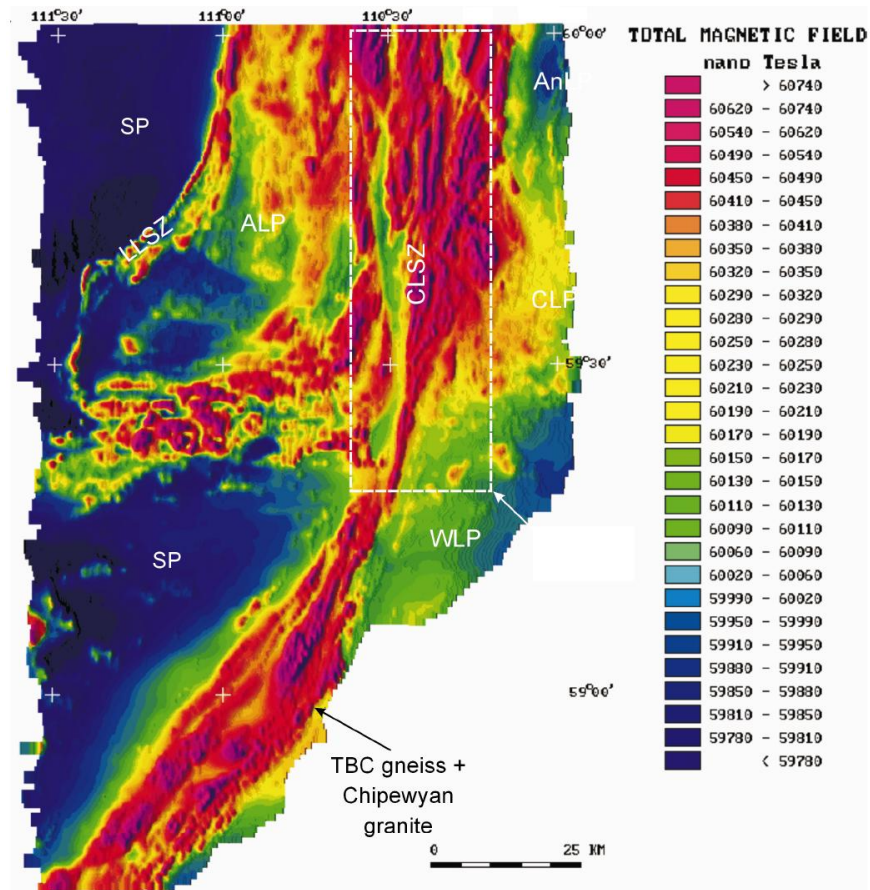 111°30'
111°00'
110°30'
60°00'
AnLP
SP
LLSZ
ALP
CLSZ
CLP
59°30'
WLP
SP
59°00'
TBC gneiss +
Chipewyan
granite
0 25 KM
TOTAL MAGNETIC FIELD
nano Tesla
> 60740
60620 - 60740
60540 - 60620
60490 - 60540
60450 - 60490
60410 - 60450
60380 - 60410
60350 - 60380
60320 - 60350
60290 - 60320
60280 - 60290
60250 - 60280
60230 - 60250
60210 - 60230
60190 - 60210
60170 - 60190
60150 - 60170
60130 - 60150
60110 - 60130
60090 - 60110
60060 - 60090
60020 - 60060
59990 - 60020
59950 - 59990
59910 - 59950
59880 - 59910
59850 - 59880
59810 - 59850
59780 - 59810
< 59780